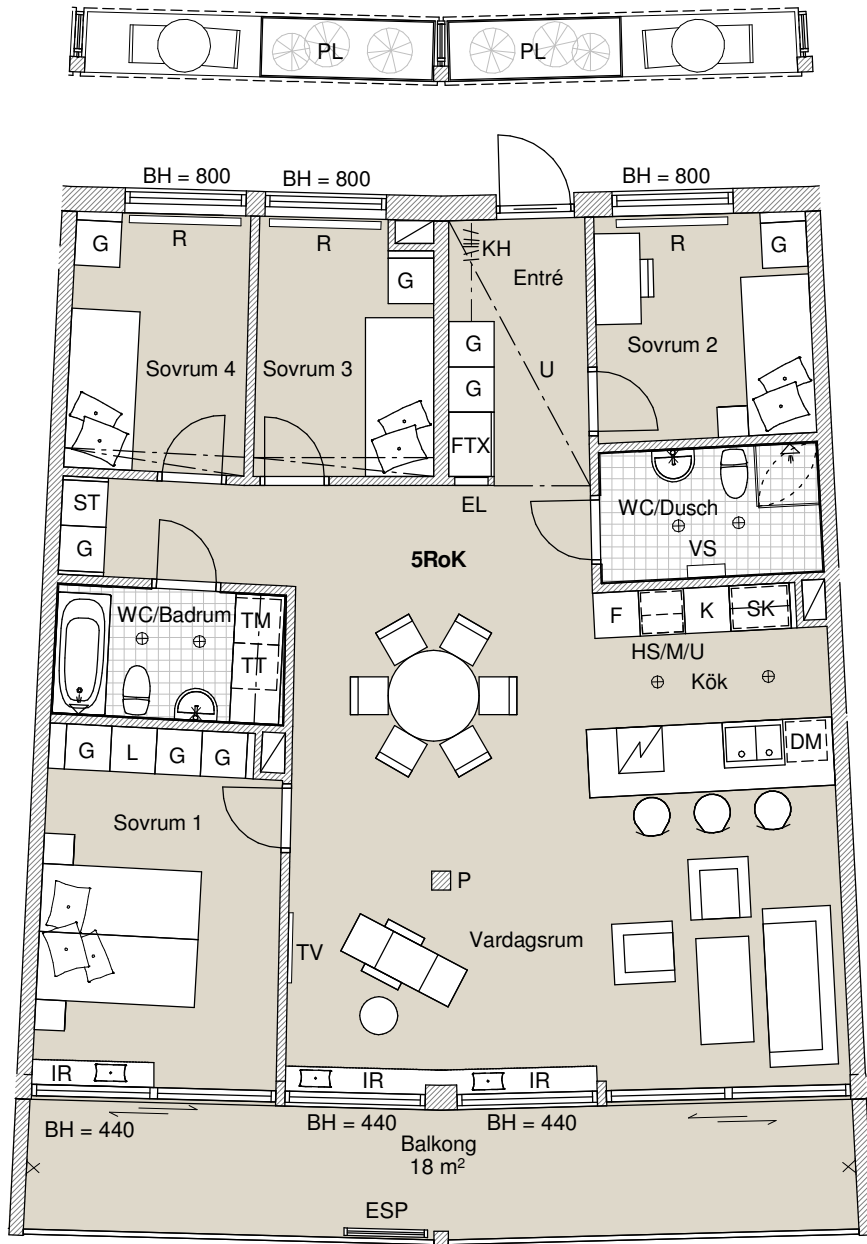 PL
PL
BH = 800
BH = 800
BH = 800
G
R
R
KH
Entré
R
G
G
G
G
U
Sovrum 4
Sovrum 3
Sovrum 2
FTX
EL
ST
G
WC/Dusch
VS
5RoK
WC/Badrum
TM
TT
F
K
SK
HS/M/U
Kök
DM
G
L
G
G
Sovrum 1
P
TV
Vardagsrum
IR
IR
IR
BH = 440
BH = 440
BH = 440
Balkong
18 m²
ESP